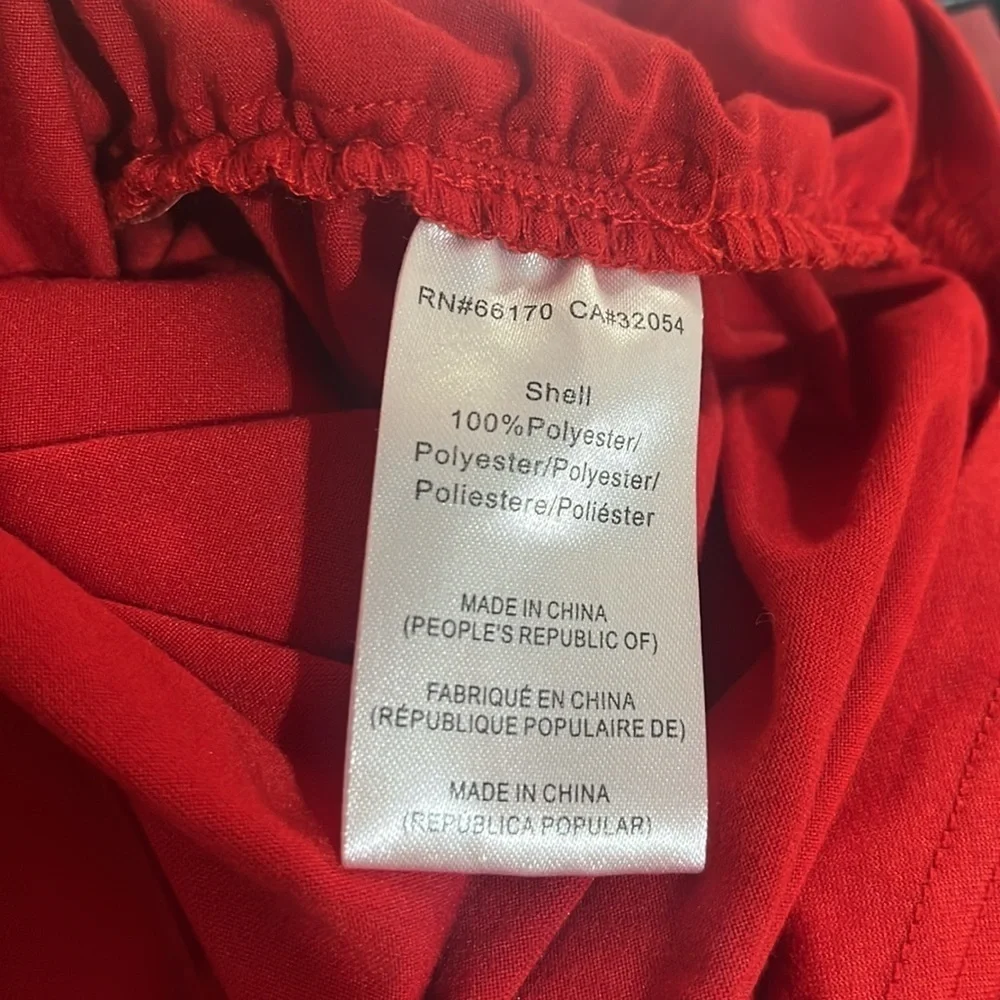 RN#66170 CA#32054
Shell
100%Polyester/
Polyester/Polyester/
Poliestere/Poliéster
MADE IN CHINA
(PEOPLE'S REPUBLIC OF)
FABRIQUÉ EN CHINA
(RÉPUBLIQUE POPULAIRE DE)
MADE IN CHINA
(REPUBLICA POPULAR)